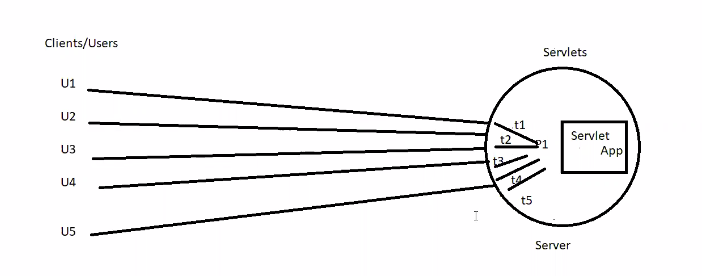 Clients/Users
Servlets
U1
U2
U3
U4
U5
t1
t2
t3
t4
t5
P1
Servlet
App
Server